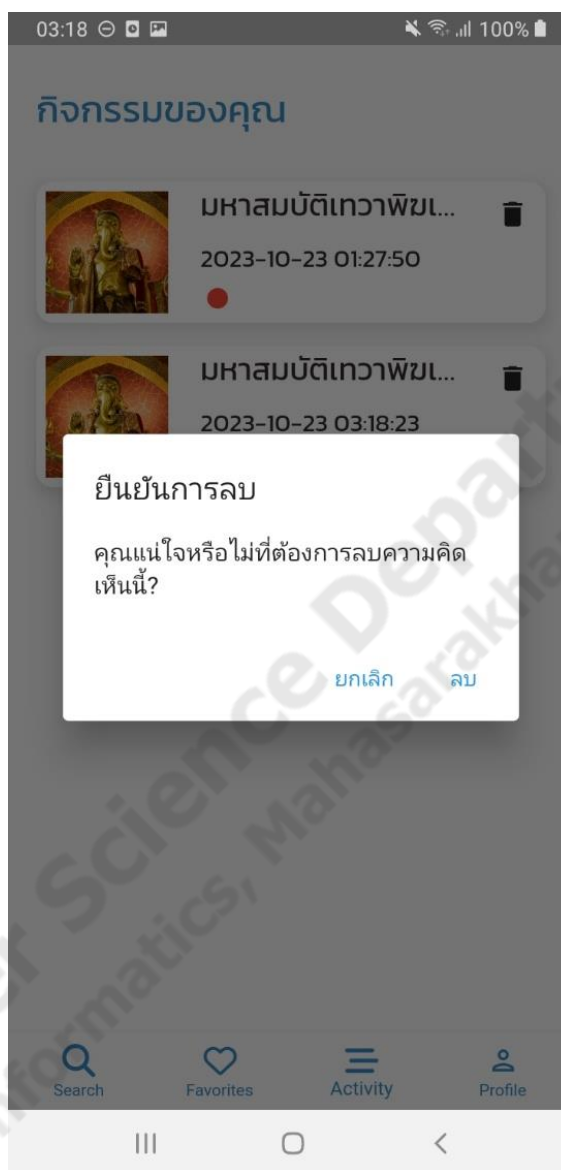 03:18
100%
กิจกรรมของคุณ
มหาสมบัติเทวาพิฆเ...
2023-10-23 01:27:50
มหาสมบัติเทวาพิฆเ...
2023-10-23 03:18:23
ยืนยันการลบ
คุณแน่ใจหรือไม่ที่ต้องการลบความคิด
เห็นนี้?
ยกเลิก ลบ
Search Favorites Activity Profile